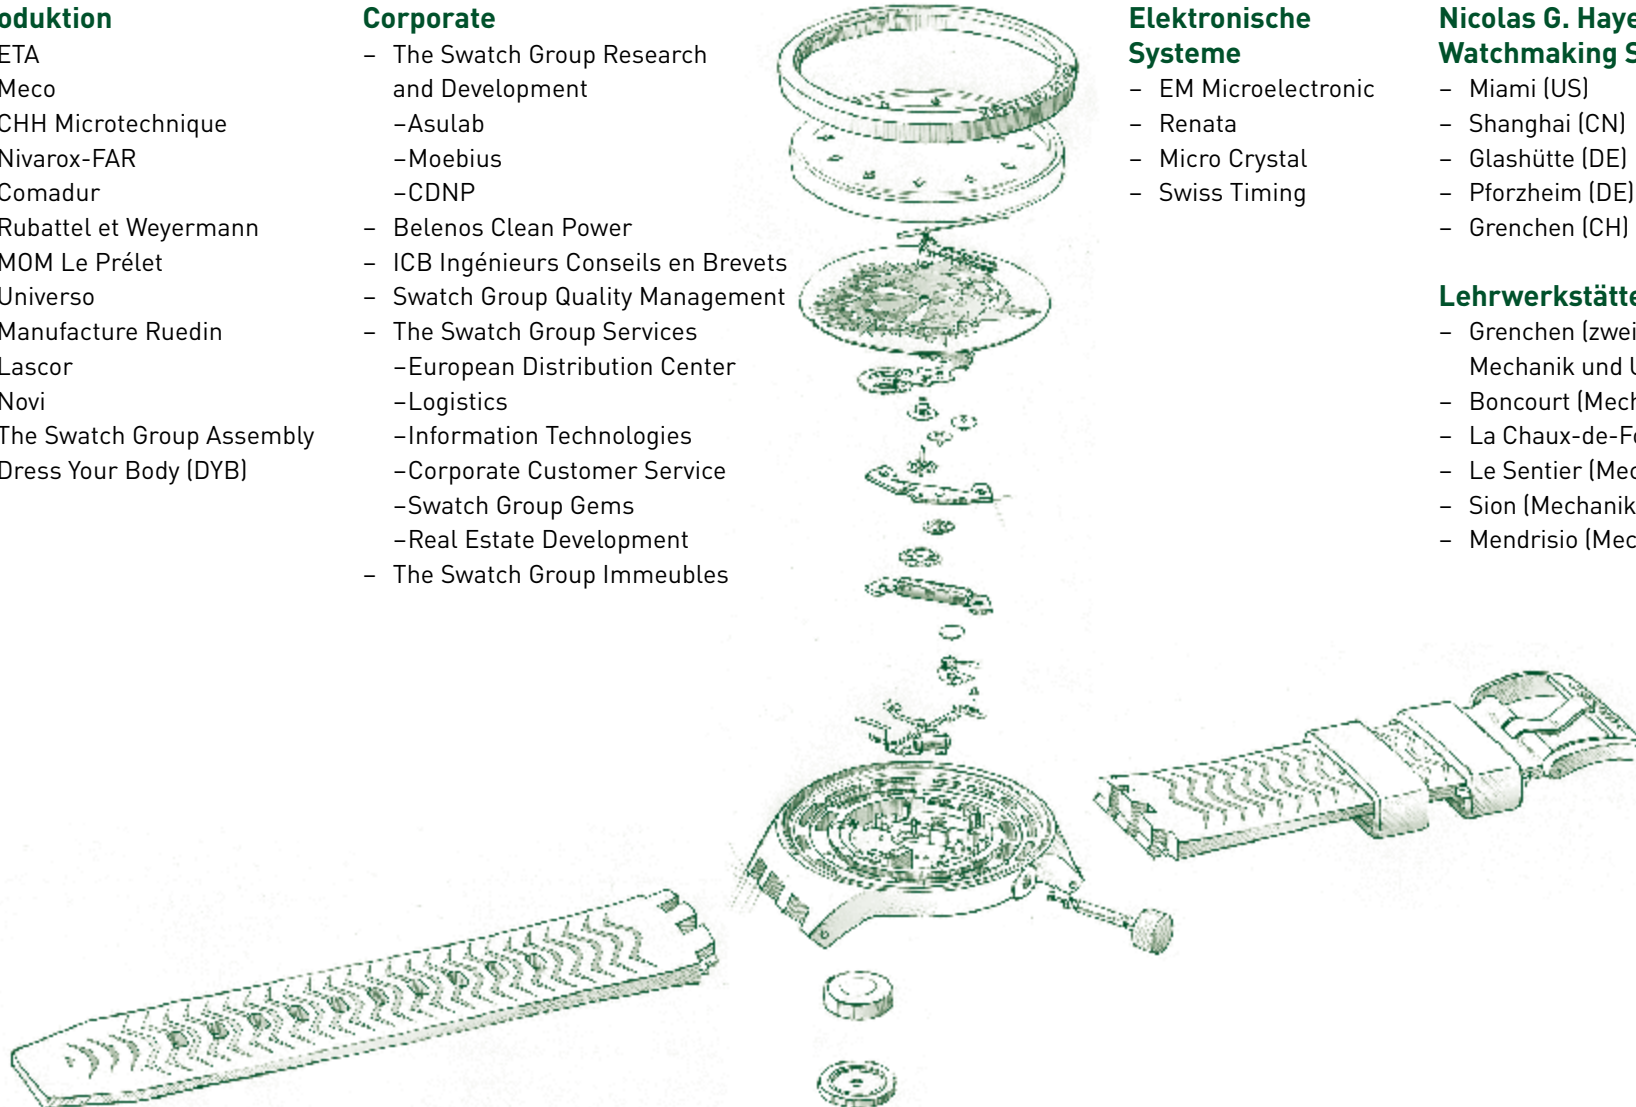 oduktion
ETA
Meco
CHH Microtechnique
Nivarox-FAR
Comadur
Rubattel et Weyermann
MOM Le Prélet
Universo
Manufacture Ruedin
Lascor
Novi
The Swatch Group Assembly
Dress Your Body (DYB)
Corporate
– The Swatch Group Research
and Development
–Asulab
–Moebius
–CDNP
– Belenos Clean Power
– ICB Ingénieurs Conseils en Brevets
– Swatch Group Quality Management
– The Swatch Group Services
–European Distribution Center
–Logistics
–Information Technologies
–Corporate Customer Service
–Swatch Group Gems
–Real Estate Development
– The Swatch Group Immeubles
Elektronische
Systeme
– EM Microelectronic
– Renata
– Micro Crystal
– Swiss Timing
Nicolas G. Haye
Watchmaking S
– Miami (US)
– Shanghai (CN)
– Glashütte (DE)
– Pforzheim (DE)
– Grenchen (CH)
Lehrwerkstätte
– Grenchen (zwei
Mechanik und U
– Boncourt (Mech
– La Chaux-de-Fo
– Le Sentier (Mec
– Sion (Mechanik
– Mendrisio (Mec